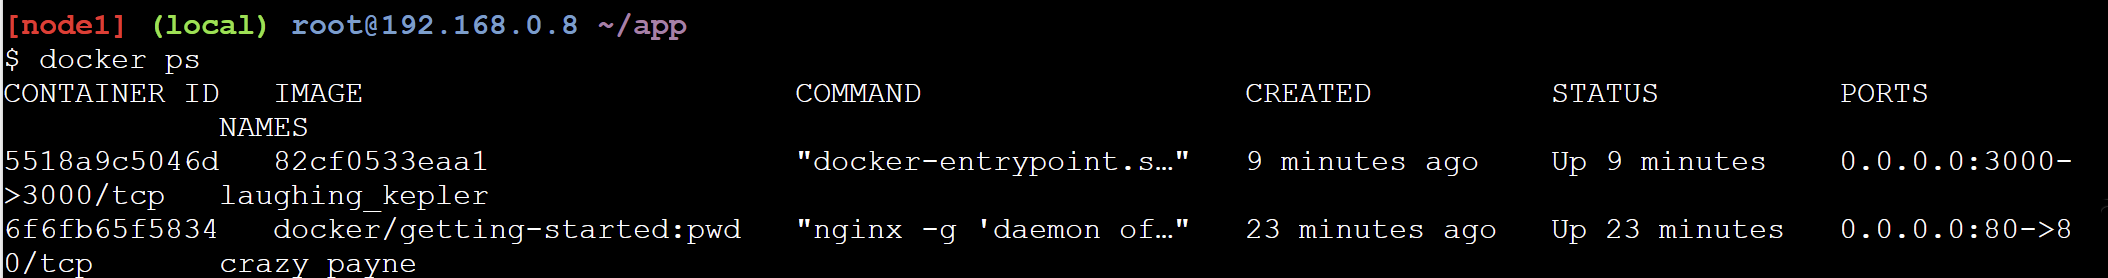 [node1] (local) root@192.168.0.8 ~/app
$ docker ps
CONTAINER ID   IMAGE                        COMMAND                  CREATED          STATUS          PORTS
            NAMES
5518a9c5046d   82cf0533eaa1                 "docker-entrypoint.s…"   9 minutes ago    Up 9 minutes    0.0.0.0:3000-
>3000/tcp   laughing_kepler
6f6fb65f5834   docker/getting-started:pwd   "nginx -g 'daemon of…"   23 minutes ago   Up 23 minutes   0.0.0.0:80->8
0/tcp       crazy_payne